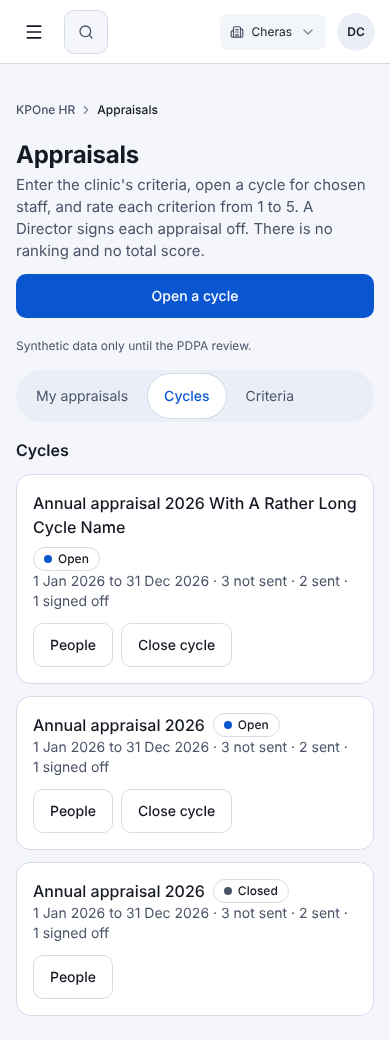 Cheras
DC
KPOne HR > Appraisals
Appraisals
Enter the clinic's criteria, open a cycle for chosen
staff, and rate each criterion from 1 to 5. A
Director signs each appraisal off. There is no
ranking and no total score.
Open a cycle
Synthetic data only until the PDPA review.
My appraisals Cycles Criteria
Cycles
Annual appraisal 2026 With A Rather Long
Cycle Name
Open
1 Jan 2026 to 31 Dec 2026 · 3 not sent · 2 sent ·
1 signed off
People Close cycle
Annual appraisal 2026 Open
1 Jan 2026 to 31 Dec 2026 · 3 not sent · 2 sent ·
1 signed off
People Close cycle
Annual appraisal 2026 Closed
1 Jan 2026 to 31 Dec 2026 · 3 not sent · 2 sent ·
1 signed off
People